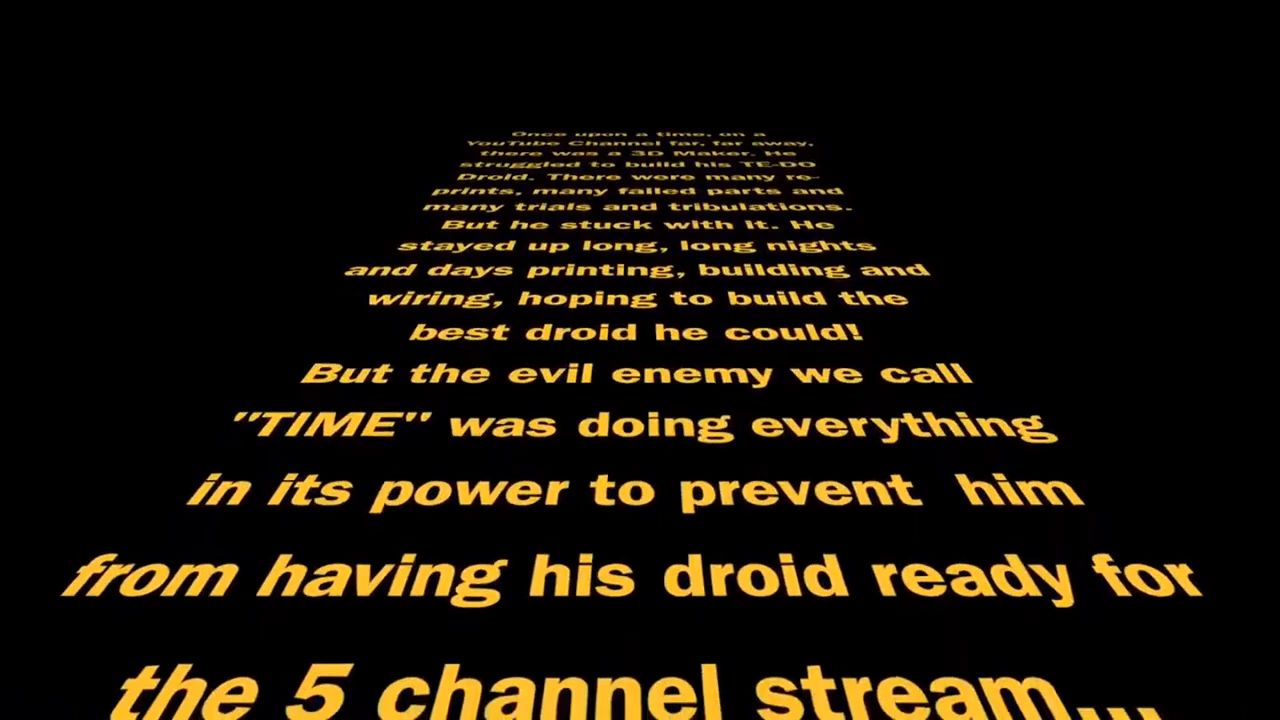 Once upon a time, on a
YouTube Channel far, far away,
there was a 3D Maker. He
struggled to build his TE-DO
Droid. There were many re-
prints, many failed parts and
many trials and tribulations.
But he stuck with it. He
stayed up long, long nights
and days printing, building and
wiring, hoping to build the
best droid he could!
But the evil enemy we call
"TIME" was doing everything
in its power to prevent  him
from having his droid ready for
the 5 channel stream...